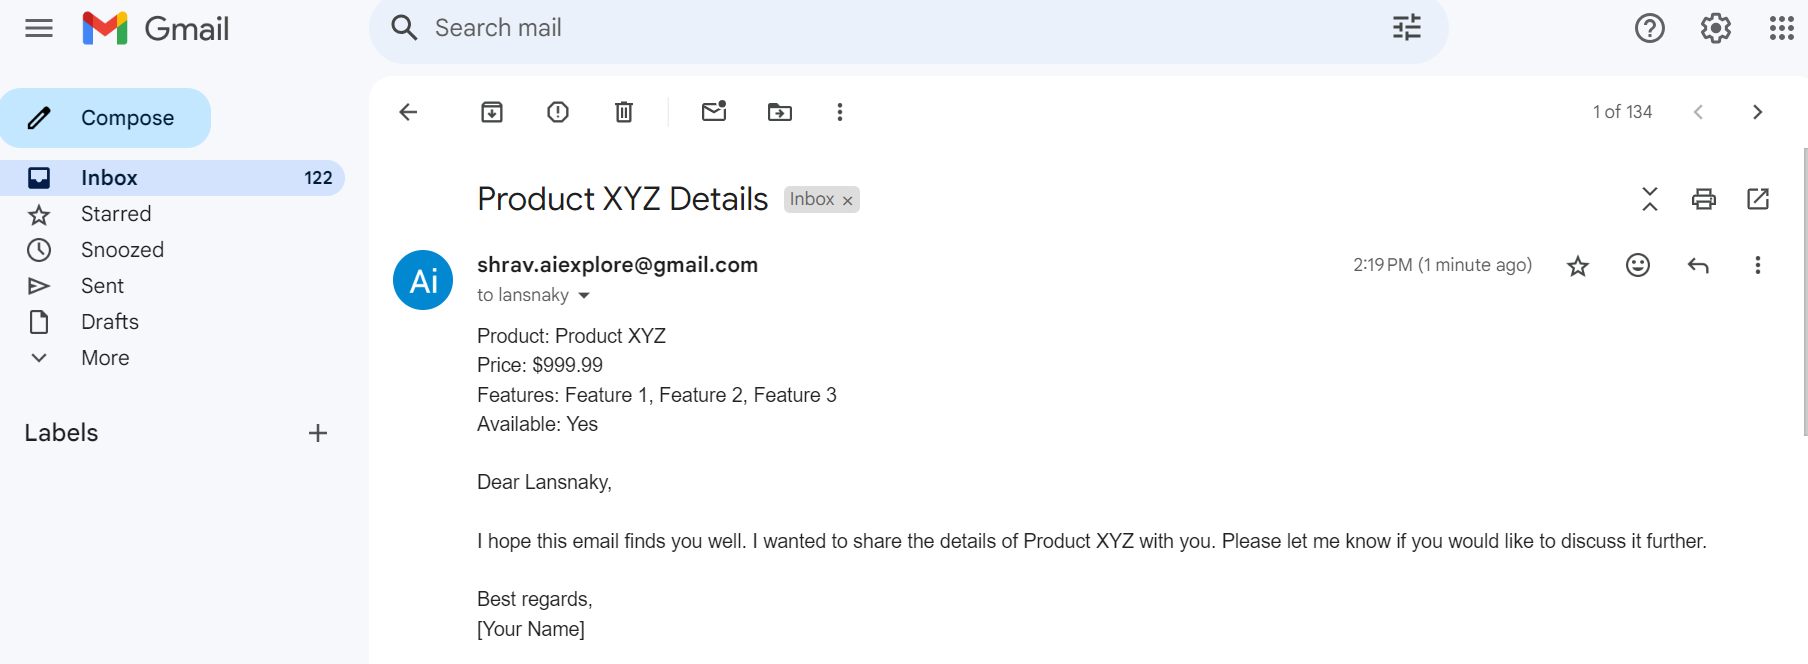 Gmail
Search mail
Compose
1 of 134
Inbox 122
Starred
Snoozed
Sent
Drafts
More
Labels
Product XYZ Details Inbox ×
Ai
shrav.aiexplore@gmail.com 2:19 PM (1 minute ago)
to lansnaky
Product: Product XYZ
Price: $999.99
Features: Feature 1, Feature 2, Feature 3
Available: Yes
Dear Lansnaky,
I hope this email finds you well. I wanted to share the details of Product XYZ with you. Please let me know if you would like to discuss it further.
Best regards,
[Your Name]